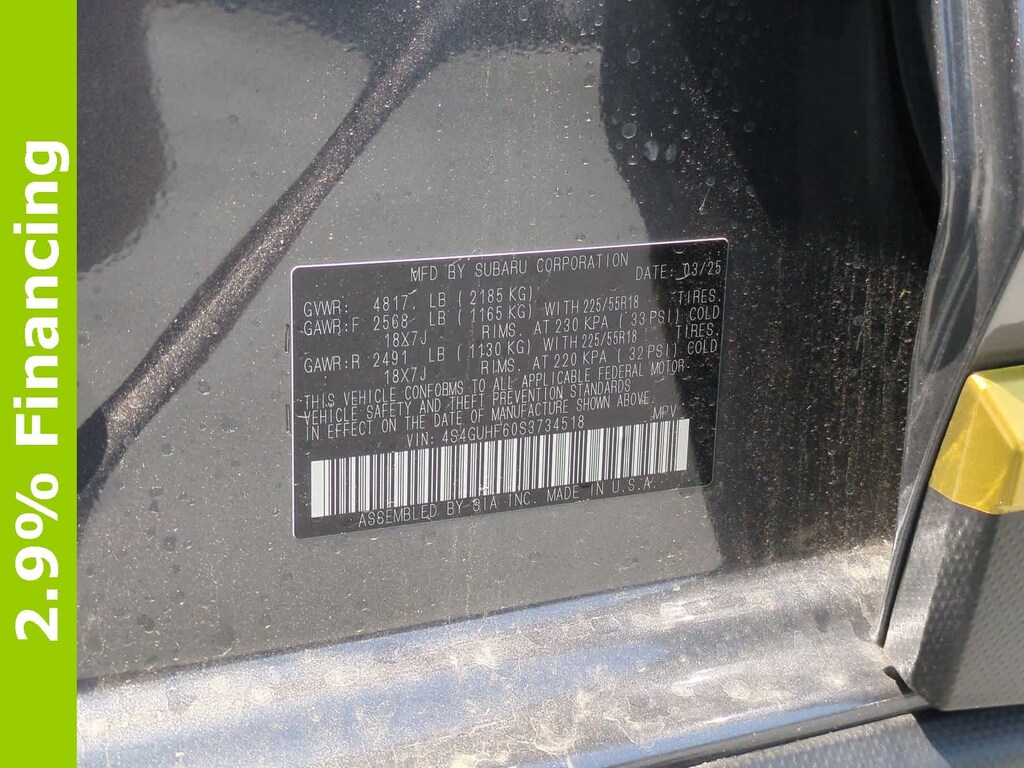 2.9% Financing
MFD BY SUBARU CORPORATION DATE: 03/25
GVWR: 4817 LB (2185 KG)
GAWR:F 2568 LB (1165 KG) WITH 225/55R18 TIRES.
18X7J RIMS. AT 230 KPA (33 PSI) COLD
GAWR:R 2491 LB (1130 KG) WITH 225/55R18 TIRES.
18X7J RIMS. AT 220 KPA (32 PSI) COLD
THIS VEHICLE CONFORMS TO ALL APPLICABLE FEDERAL MOTOR
VEHICLE SAFETY AND THEFT PREVENTION STANDARDS
IN EFFECT ON THE DATE OF MANUFACTURE SHOWN ABOVE.
VIN: 4S4GUHF60S3734518 MPV
ASSEMBLED BY SIA INC. MADE IN U.S.A.